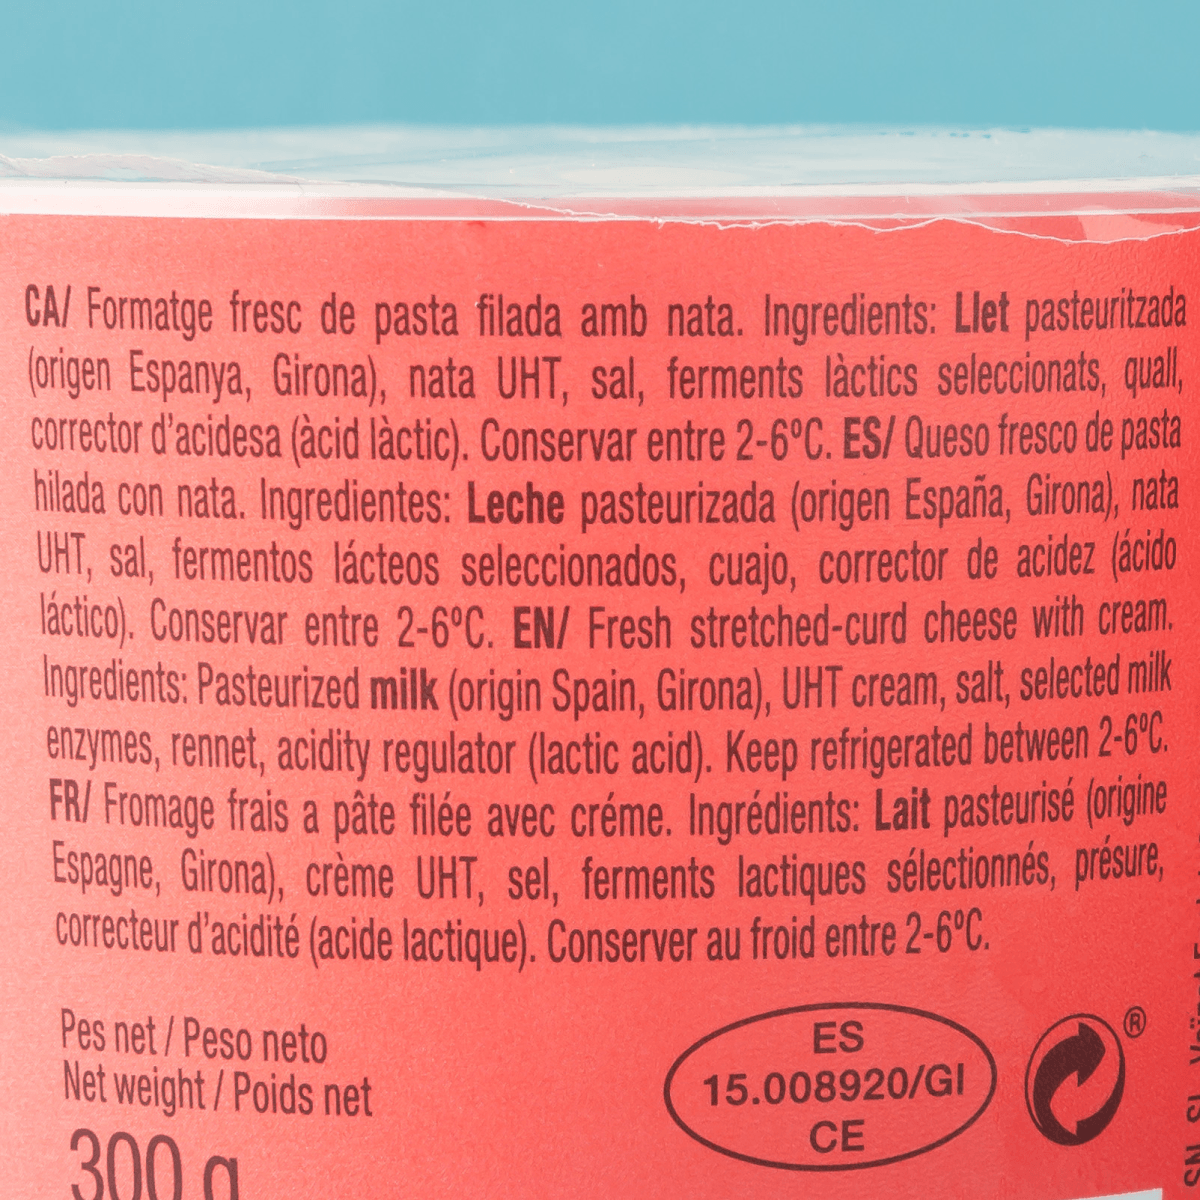 CA/ Formatge fresc de pasta filada amb nata. Ingredients: Llet pasteuritzada
(origen Espanya, Girona), nata UHT, sal, ferments làctics seleccionats, quall,
corrector d'acidesa (àcid làctic). Conservar entre 2-6ºC. ES/ Queso fresco de pasta
hilada con nata. Ingredientes: Leche pasteurizada (origen España, Girona), nata
UHT, sal, fermentos lácteos seleccionados, cuajo, corrector de acidez (ácido
láctico). Conservar entre 2-6ºC. EN/ Fresh stretched-curd cheese with cream.
Ingredients: Pasteurized milk (origin Spain, Girona), UHT cream, salt, selected milk
enzymes, rennet, acidity regulator (lactic acid). Keep refrigerated between 2-6ºC.
FR/ Fromage frais a pâte filée avec créme. Ingrédients: Lait pasteurisé (origine
Espagne, Girona), crème UHT, sel, ferments lactiques sélectionnés, présure,
correcteur d'acidité (acide lactique). Conserver au froid entre 2-6ºC.
Pes net / Peso neto
Net weight / Poids net
300 g
ES
15.008920/GI
CE
®